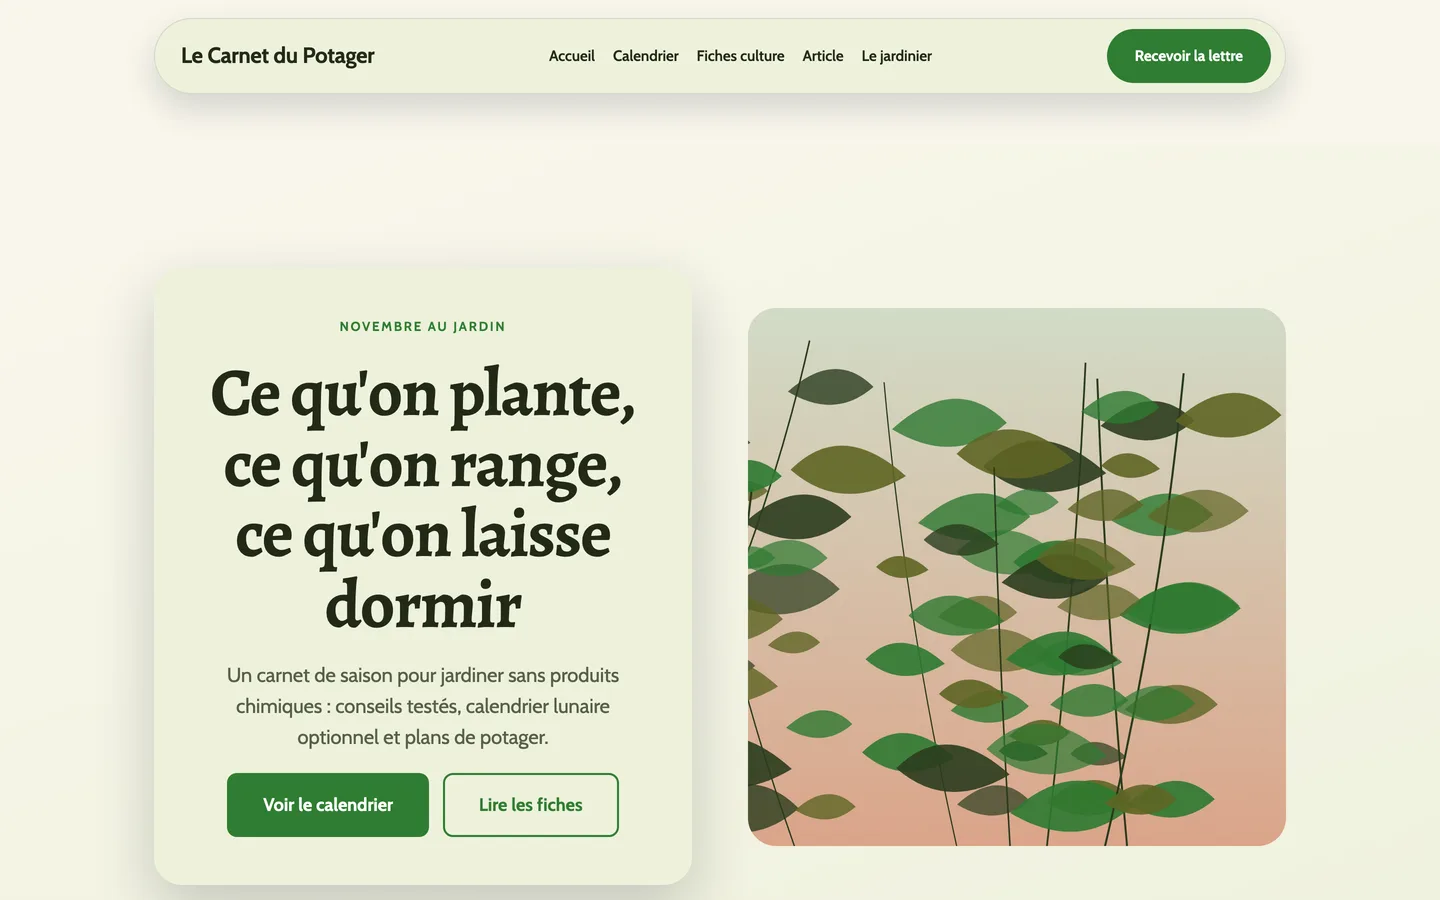 Le Carnet du Potager
Accueil
Calendrier
Fiches culture
Article
Le jardinier
Recevoir la lettre
NOVEMBRE AU JARDIN
Ce qu'on plante,
ce qu'on range,
ce qu'on laisse
dormir
Un carnet de saison pour jardiner sans produits
chimiques : conseils testés, calendrier lunaire
optionnel et plans de potager.
Voir le calendrier
Lire les fiches